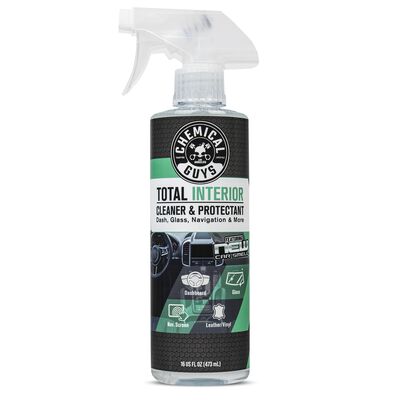 CHEMICAL
GUYS
TOTAL INTERIOR
CLEANER & PROTECTANT
Dash, Glass, Navigation & More
NEW
CAR SMELL
Dashboard
Glass
Nav. Screen
Leather/Vinyl
16 US FL OZ (473 mL)